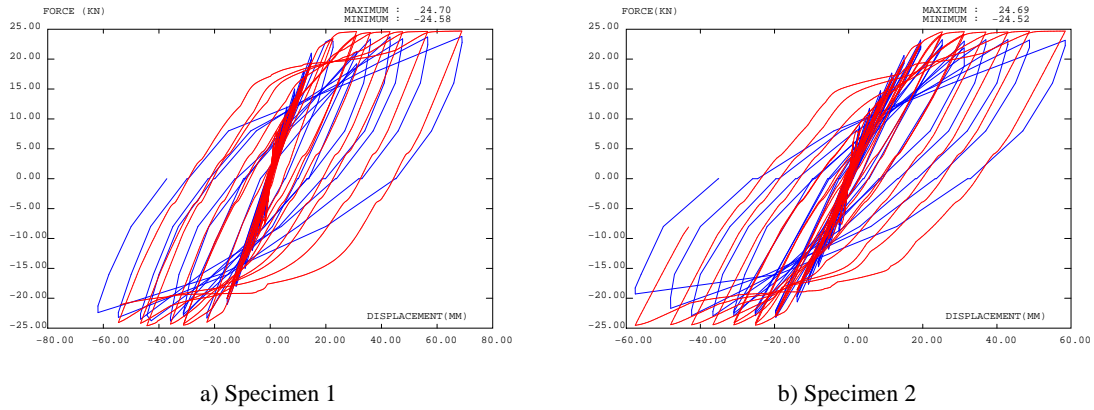 FORCE (KN)
MAXIMUM : 24.70
MINIMUM : -24.58
25.00
20.00
15.00
10.00
5.00
0.00
-5.00
-10.00
-15.00
-20.00
-25.00
DISPLACEMENT(MM)
-80.00 -60.00 -40.00 -20.00 0.00 20.00 40.00 60.00 80.00
a) Specimen 1
FORCE(KN)
MAXIMUM : 24.69
MINIMUM : -24.52
25.00
20.00
15.00
10.00
5.00
0.00
-5.00
-10.00
-15.00
-20.00
-25.00
DISPLACEMENT(MM)
-60.00 -40.00 -20.00 0.00 20.00 40.00 60.00
b) Specimen 2